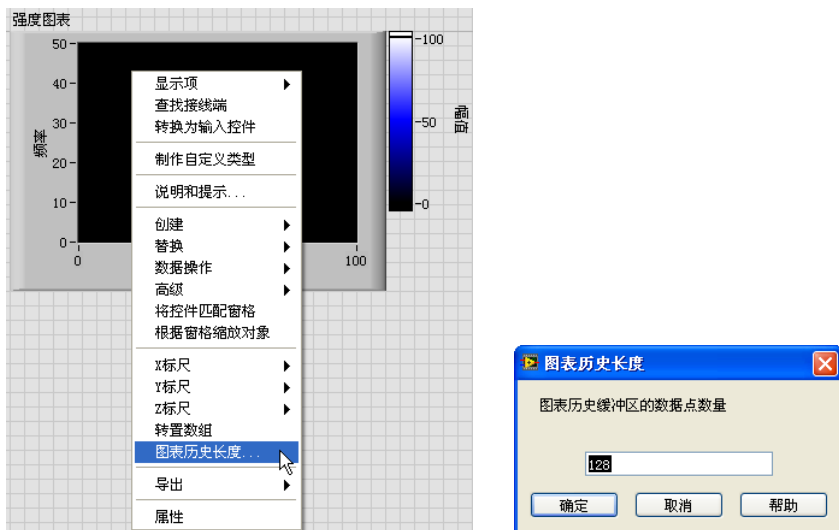 强度图表
50
40
30
20
10
0
频率
0
100
-100
-50
-0
幅值
显示项
查找接线端
转换为输入控件
制作自定义类型
说明和提示...
创建
替换
数据操作
高级
将控件匹配窗格
根据窗格缩放对象
X标尺
Y标尺
Z标尺
转置数组
图表历史长度...
导出
属性
图表历史长度
图表历史缓冲区的数据点数量
128
确定 取消 帮助